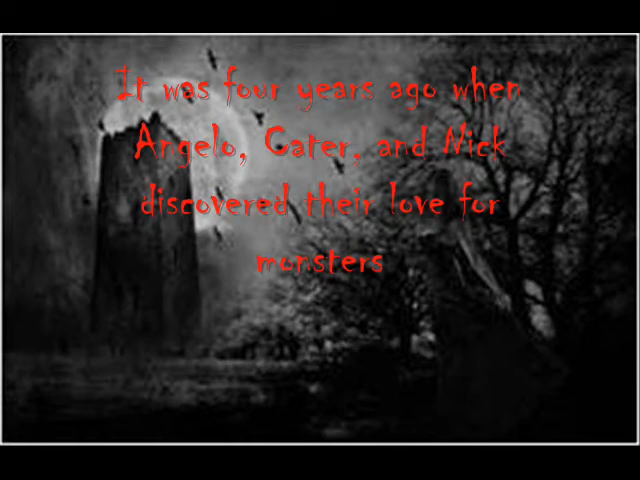 It was four years ago when
Angelo, Cater. and Nick
discovered their love for
monsters